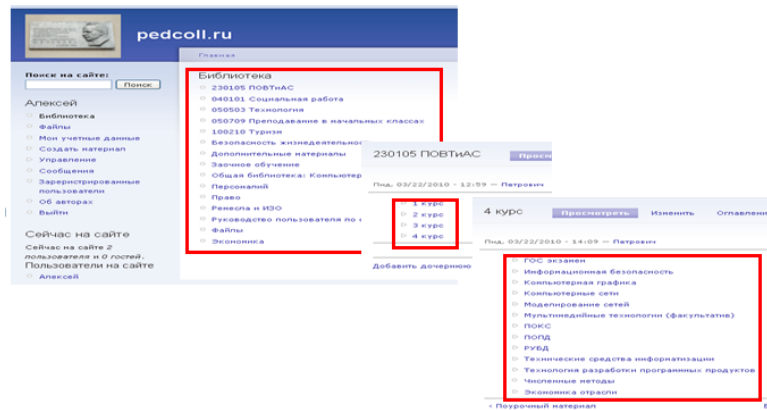 pedcoll.ru
Главная
Поиск на сайте:
Поиск
Алексей
Библиотека
Файлы
Мои учетные данные
Создать материал
Управление
Сообщения
Зарегистрированные
пользователи
Об авторах
Выйти
Сейчас на сайте
Сейчас на сайте 2
пользователя и 0 гостей.
Пользователи на сайте
Алексей
Библиотека
230105 ПОВТиАС
040101 Социальная работа
050503 Технология
050709 Преподавание в начальных классах
100210 Туризм
Безопасность жизнедеятельнос
Дополнительные материалы
Заочное обучение
Общая библиотека: Компьютер
Персоналий
Право
Ремесла и ИЗО
Руководство пользователя по
Файлы
Экономика
230105 ПОВТиАС
Просм
Пнд, 03/22/2010 - 12:59 — Петрович
1 курс
2 курс
3 курс
4 курс
Добавить дочернюю
4 курс
Просмотреть
Изменить
Оглавлени
Пнд, 03/22/2010 - 14:09 — Петрович
ГОС экзамен
Информационная безопасность
Компьютерная графика
Компьютерные сети
Моделирование сетей
Мультимедийные технологии (факультатив)
ПОКС
ПОПД
РУБД
Технические средства информатизации
Технология разработки программных продуктов
Численные методы
Экономика отрасли
‹ Поурочный материал